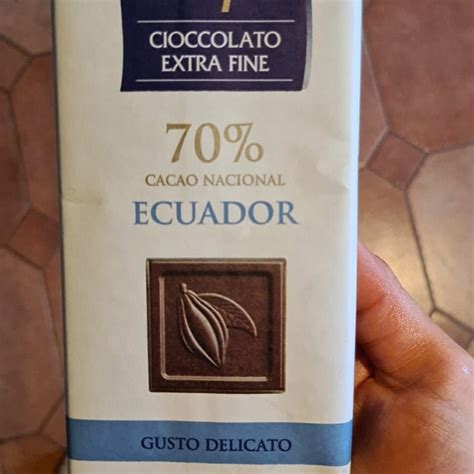 CIOCCOLATO
EXTRA FINE
70%
CACAO NACIONAL
ECUADOR
GUSTO DELICATO